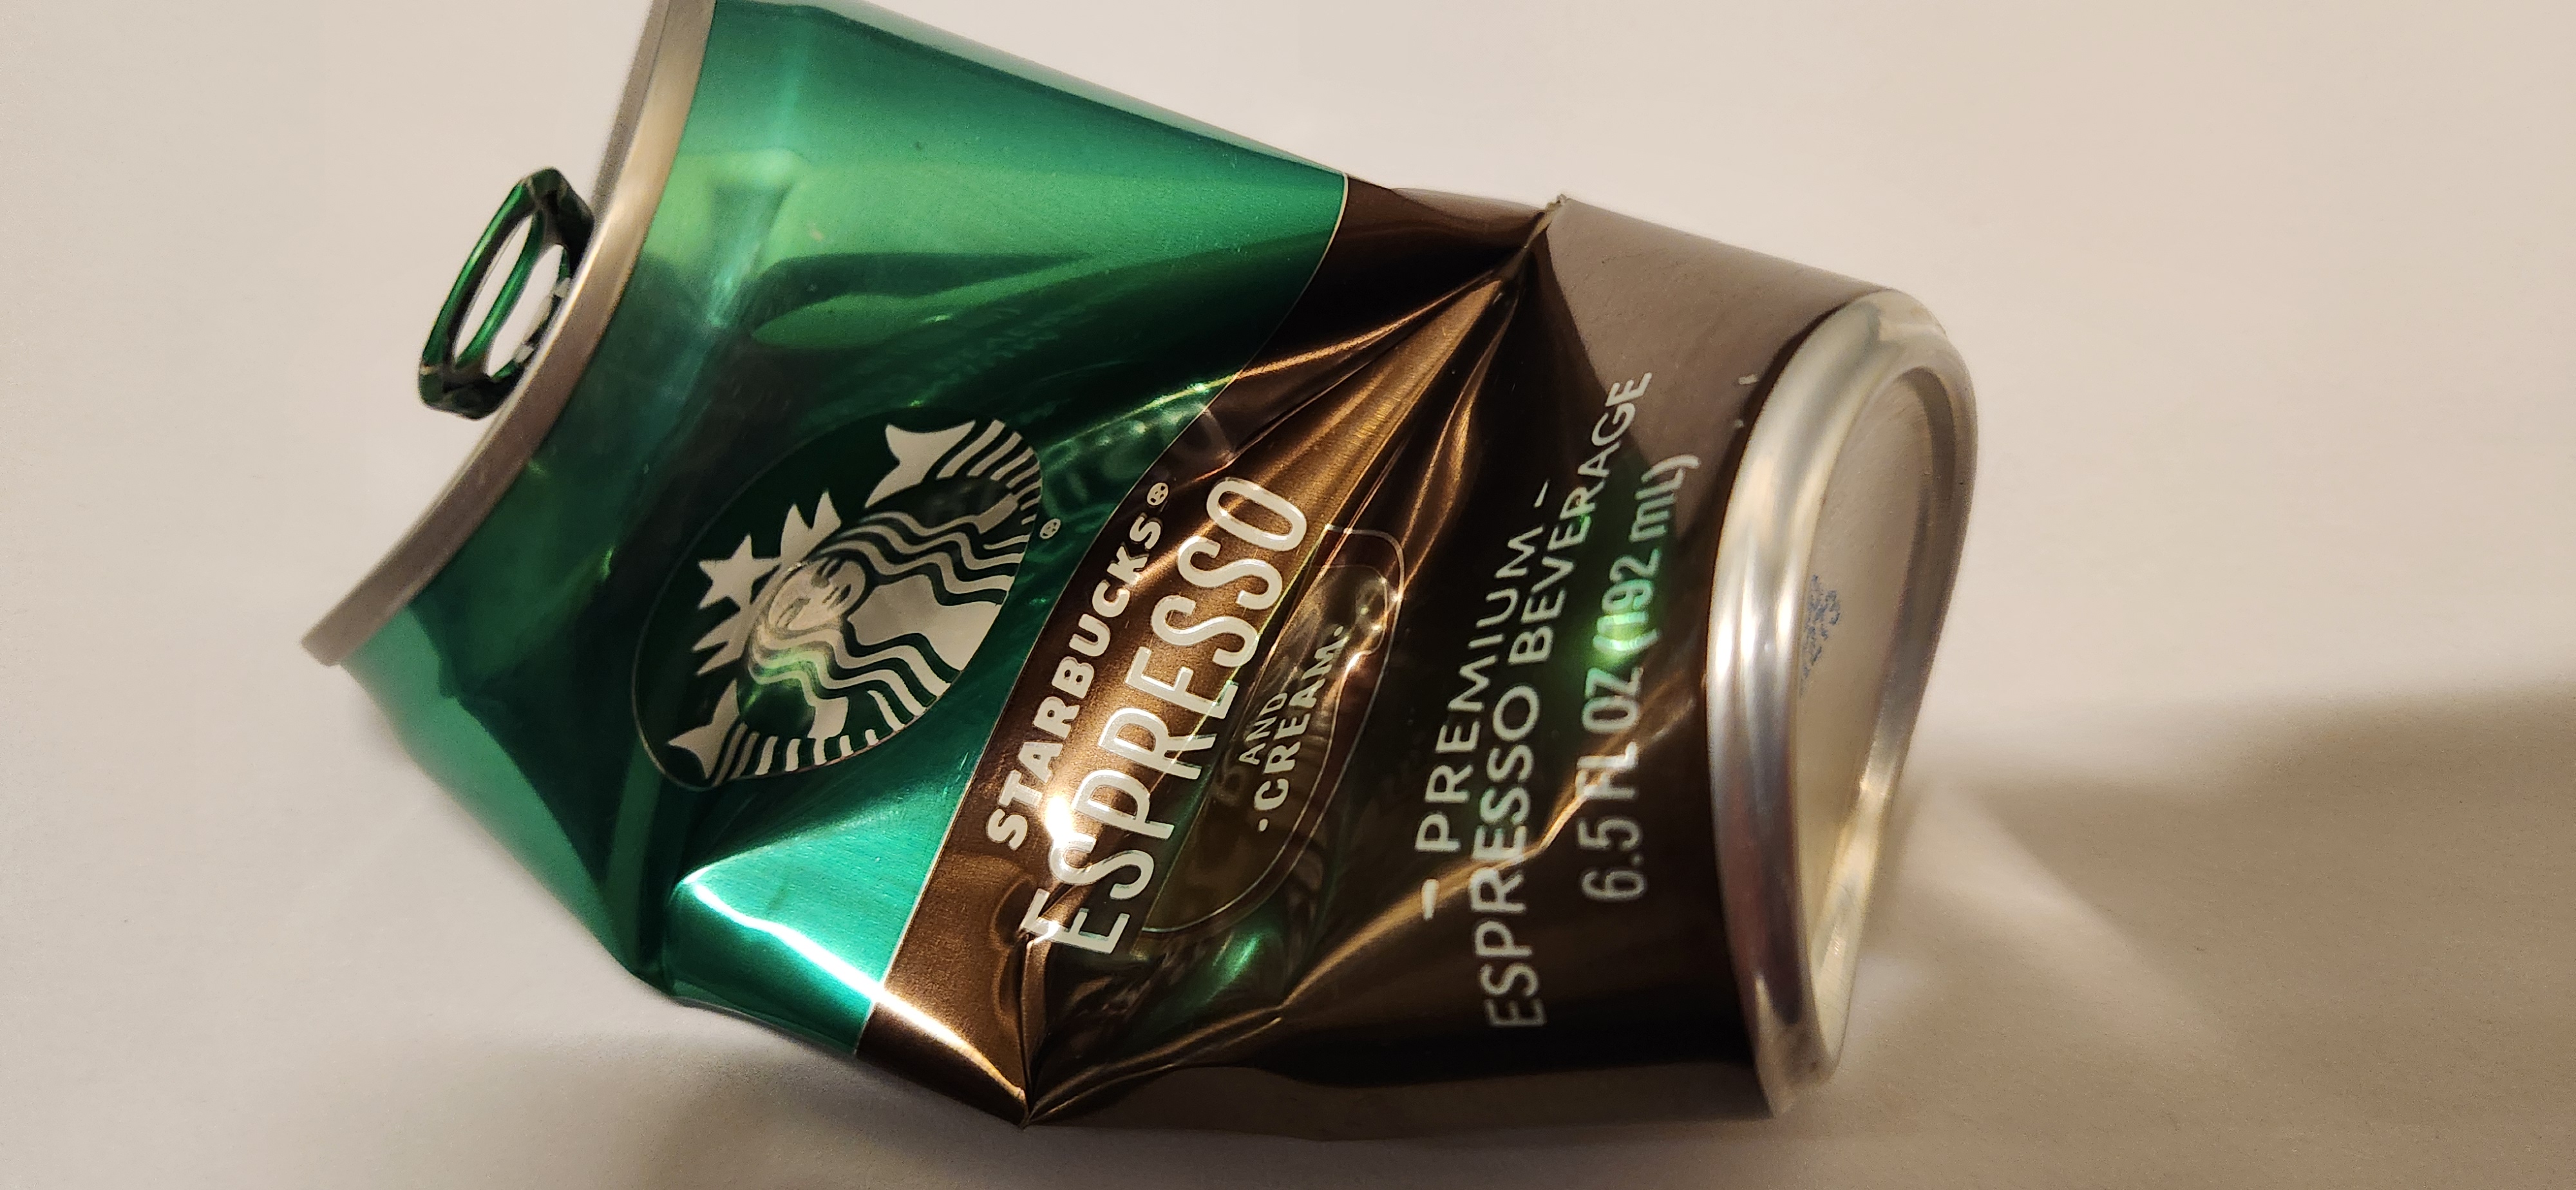 STARBUCKS®
ESPRESSO
AND
·CREAM·
– PREMIUM –
ESPRESSO BEVERAGE
6.5 FL OZ (192 mL)